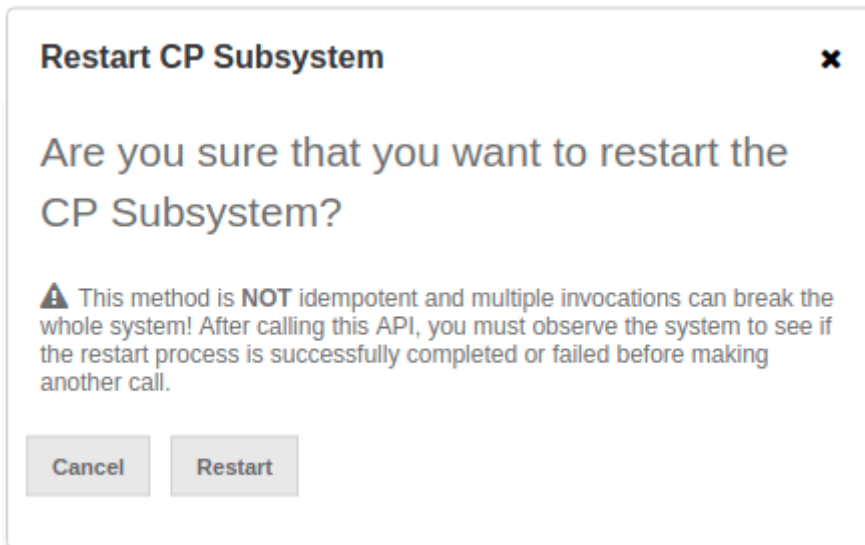 Restart CP Subsystem
Are you sure that you want to restart the
CP Subsystem?
This method is NOT idempotent and multiple invocations can break the
whole system! After calling this API, you must observe the system to see if
the restart process is successfully completed or failed before making
another call.
Cancel Restart